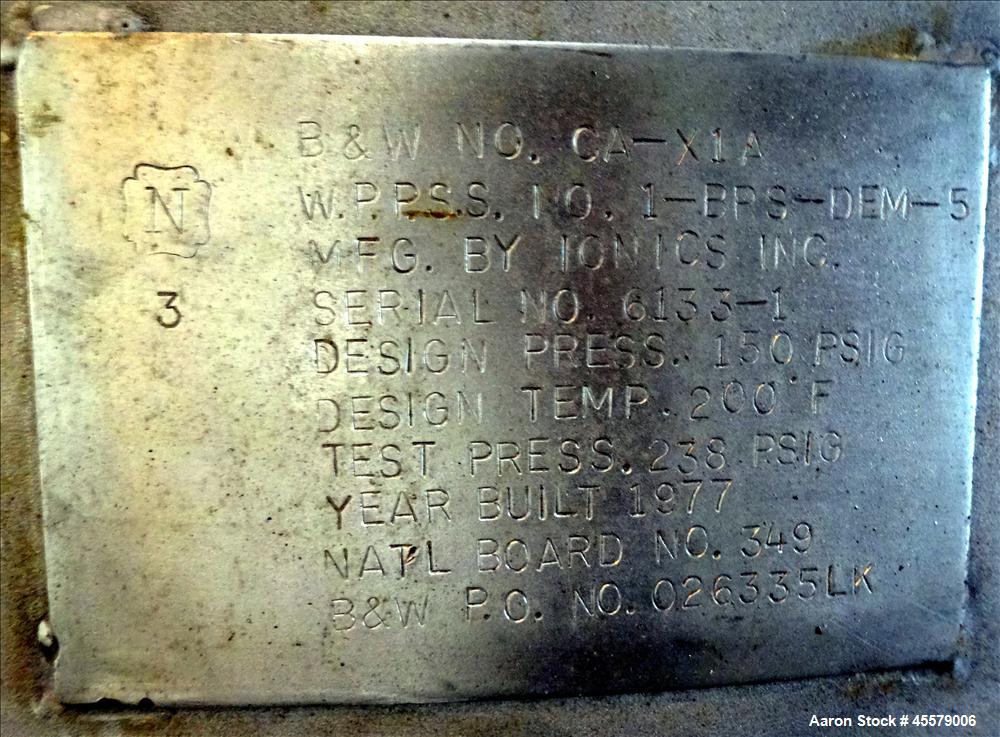 B & W NO. CA-X1A
W.P.P.S.S. NO. 1-BRS-DEM-5
MFG. BY IONICS INC.
SERIAL NO. 6133-1
DESIGN PRESS. 150 PSIG
DESIGN TEMP. 200° F
TEST PRESS. 238 PSIG
YEAR BUILT 1977
NAT'L BOARD NO. 349
B&W P.O. NO. 026335LK
N
3
Aaron Stock # 45579006